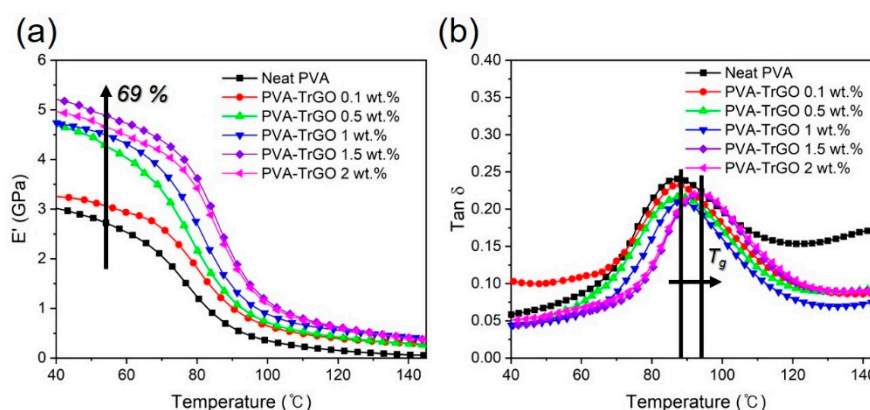 (a)
6
5
4
3
2
1
0
E' (GPa)
69 %
Neat PVA
PVA-TrGO 0.1 wt.%
PVA-TrGO 0.5 wt.%
PVA-TrGO 1 wt.%
PVA-TrGO 1.5 wt.%
PVA-TrGO 2 wt.%
40 60 80 100 120 140
Temperature (℃)
(b)
0.40
0.35
0.30
0.25
0.20
0.15
0.10
0.05
0.00
Tan δ
Neat PVA
PVA-TrGO 0.1 wt.%
PVA-TrGO 0.5 wt.%
PVA-TrGO 1 wt.%
PVA-TrGO 1.5 wt.%
PVA-TrGO 2 wt.%
Tg
40 60 80 100 120 140
Temperature (℃)